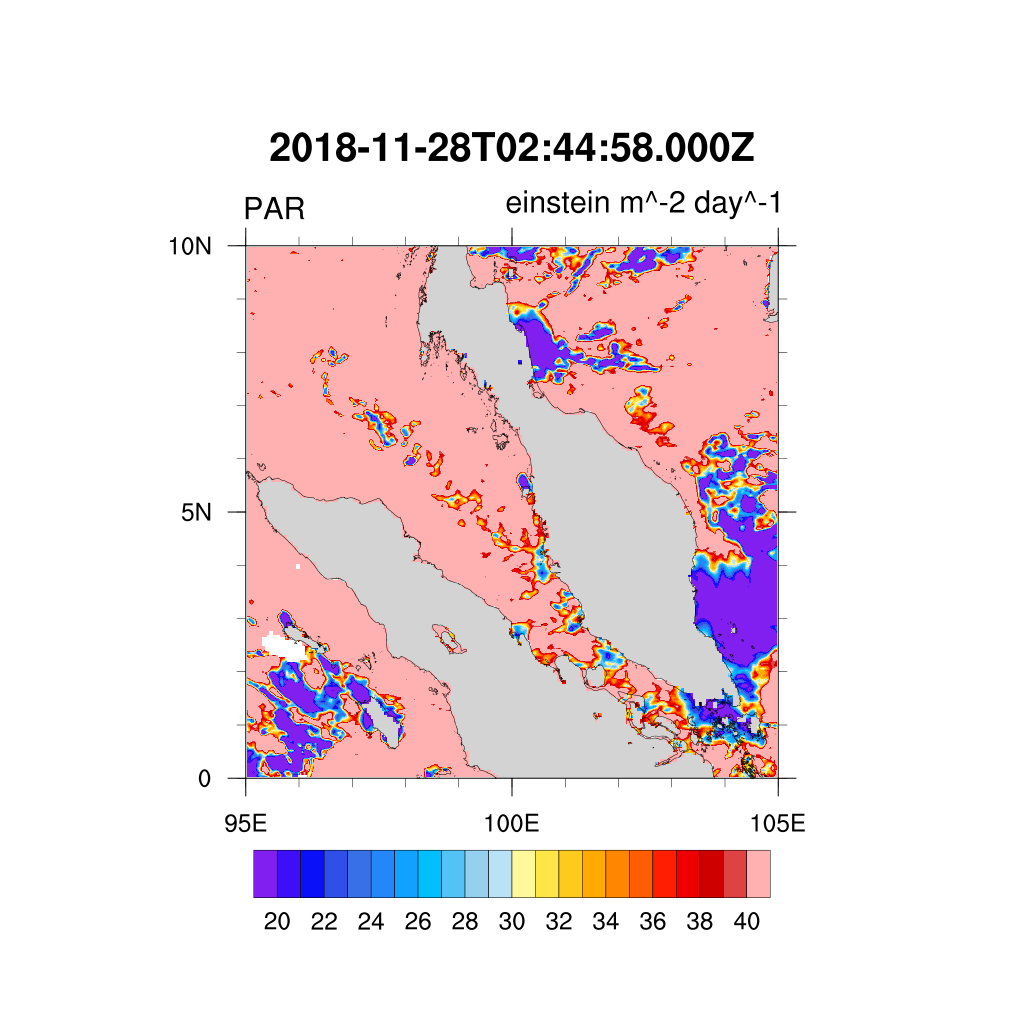 2018-11-28T02:44:58.000Z
PAR einstein m^-2 day^-1
10N
5N
0
95E 100E 105E
20 22 24 26 28 30 32 34 36 38 40